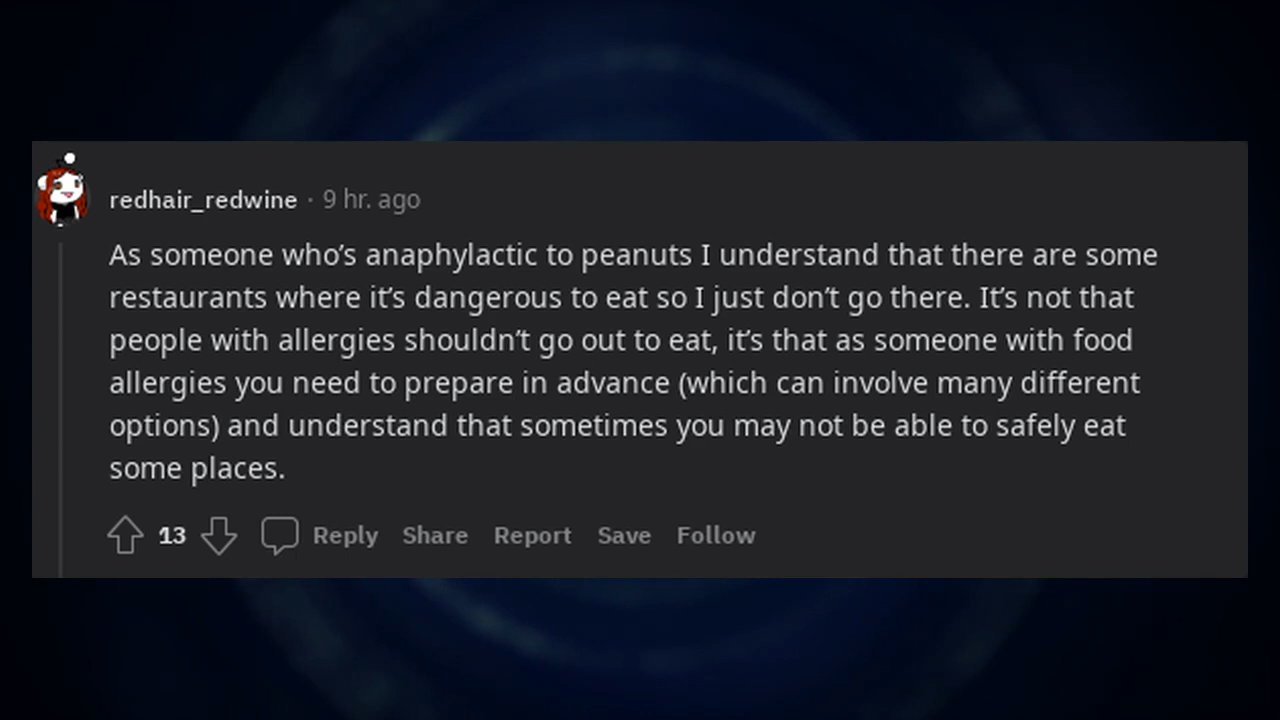 redhair_redwine · 9 hr. ago
As someone who’s anaphylactic to peanuts I understand that there are some
restaurants where it’s dangerous to eat so I just don’t go there. It’s not that
people with allergies shouldn’t go out to eat, it’s that as someone with food
allergies you need to prepare in advance (which can involve many different
options) and understand that sometimes you may not be able to safely eat
some places.
13 Reply Share Report Save Follow